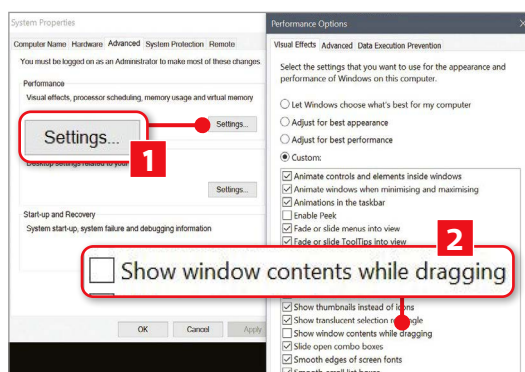 System Properties
Computer Name Hardware Advanced System Protection Remote
You must be logged on as an Administrator to make most of these changes
Performance
Visual effects, processor scheduling, memory usage and virtual memory
Settings...
Settings...
1
Desktop settings related to your
Settings...
Start-up and Recovery
System start-up, system failure and debugging information
OK Cancel Apply
Performance Options
Visual Effects Advanced Data Execution Prevention
Select the settings that you want to use for the appearance and
performance of Windows on this computer.
Let Windows choose what's best for my computer
Adjust for best appearance
Adjust for best performance
Custom:
Animate controls and elements inside windows
Animate windows when minimising and maximising
Animations in the taskbar
Enable Peek
Fade or slide menus into view
Fade or slide ToolTips into view
2
Show window contents while dragging
Show thumbnails instead of icons
Show translucent selection rectangle
Show window contents while dragging
Slide open combo boxes
Smooth edges of screen fonts
Smooth-scroll list boxes